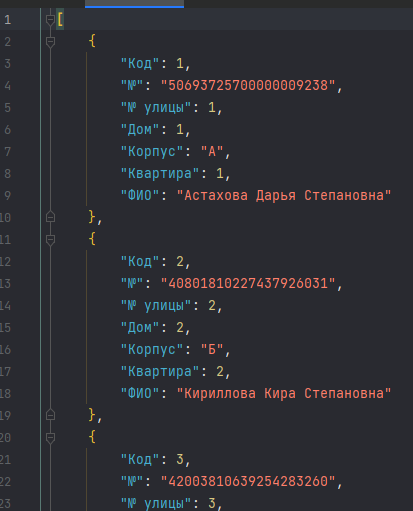 1 [
2 {
3 "Код": 1,
4 "№": "50693725700000009238",
5 "№ улицы": 1,
6 "Дом": 1,
7 "Корпус": "А",
8 "Квартира": 1,
9 "ФИО": "Астахова Дарья Степановна"
10 },
11 {
12 "Код": 2,
13 "№": "40801810227437926031",
14 "№ улицы": 2,
15 "Дом": 2,
16 "Корпус": "Б",
17 "Квартира": 2,
18 "ФИО": "Кириллова Кира Степановна"
19 },
20 {
21 "Код": 3,
22 "№": "42003810639254283260",
23 "№ улицы": 3,